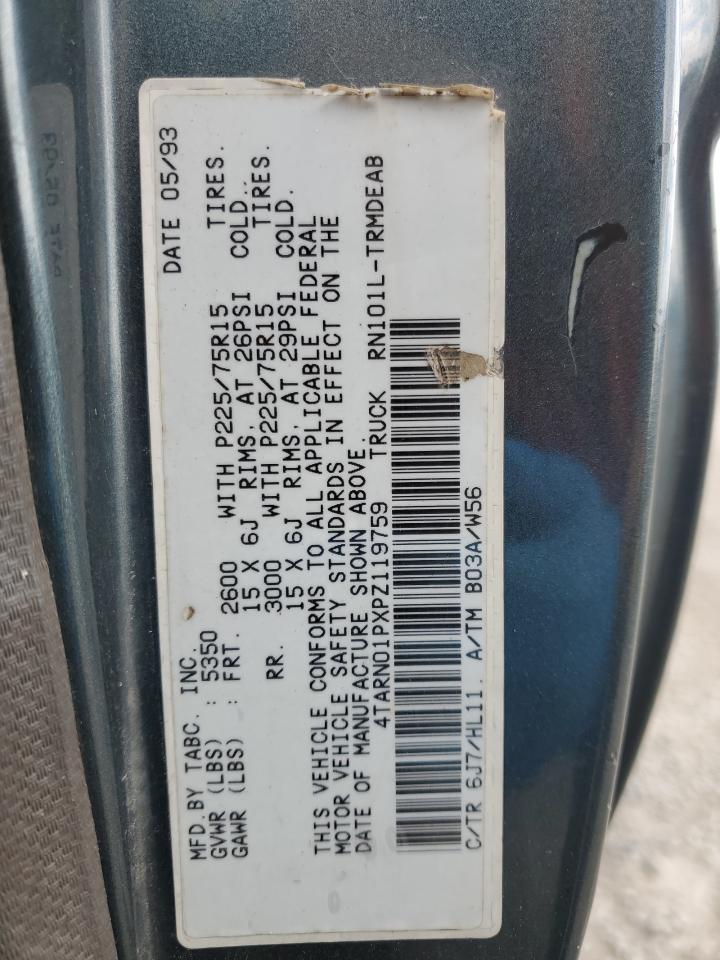 MFD.BY TABC. INC. DATE 05/93
GVWR (LBS) : 5350
GAWR (LBS) : FRT. 2600 WITH P225/75R15 TIRES.
15 X 6J RIMS, AT 26PSI COLD.
RR. 3000 WITH P225/75R15 TIRES.
15 X 6J RIMS, AT 29PSI COLD.
THIS VEHICLE CONFORMS TO ALL APPLICABLE FEDERAL
MOTOR VEHICLE SAFETY STANDARDS IN EFFECT ON THE
DATE OF MANUFACTURE SHOWN ABOVE.
4TARN01PXPZ119759 TRUCK RN101L-TRMDEAB
C/TR 6J7/HL11. A/TM B03A/W56